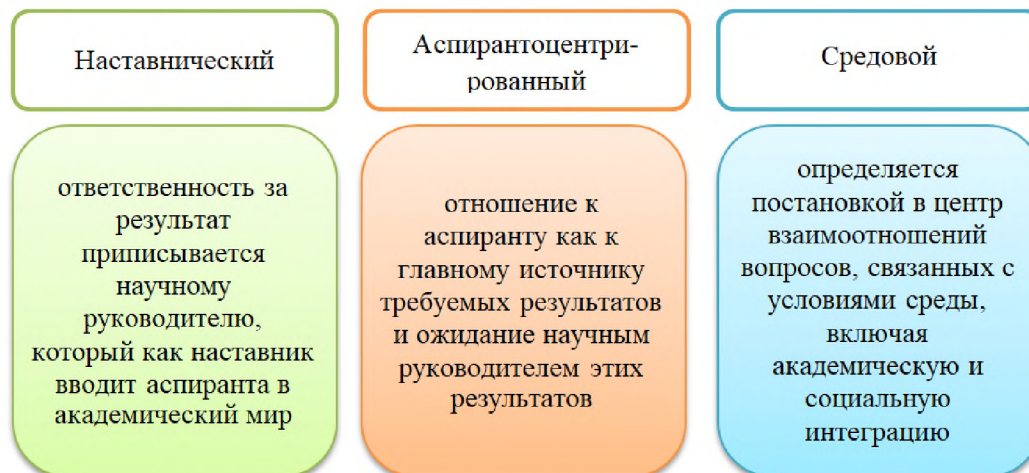 Наставнический
ответственность за
результат
приписывается
научному
руководителю,
который как наставник
вводит аспиранта в
академический мир
Аспирантоцентри-
рованный
отношение к
аспиранту как к
главному источнику
требуемых результатов
и ожидание научным
руководителем этих
результатов
Средовой
определяется
постановкой в центр
взаимоотношений
вопросов, связанных с
условиями среды,
включая
академическую и
социальную
интеграцию